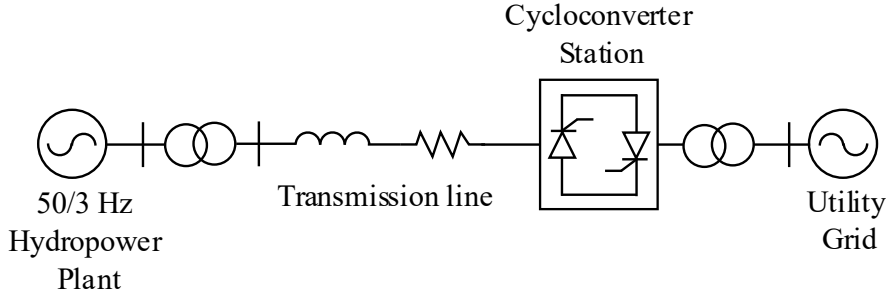 Cycloconverter
Station
50/3 Hz
Hydropower
Plant
Transmission line
Utility
Grid